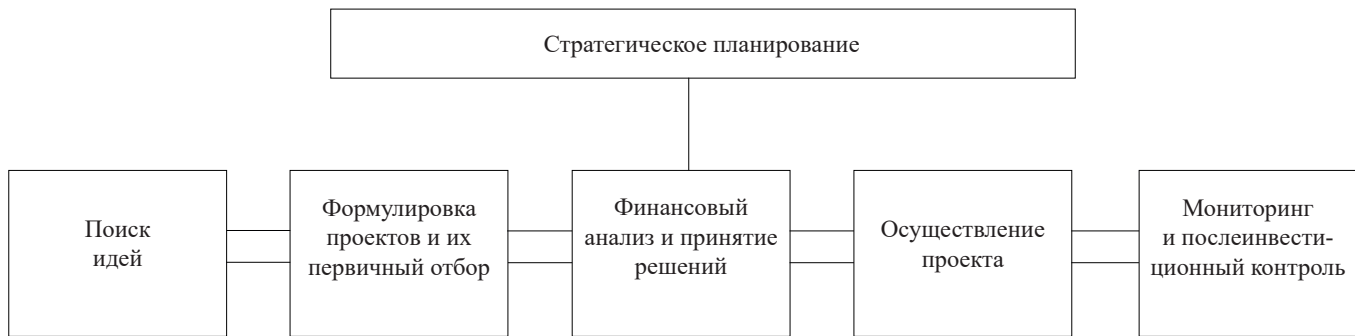 Стратегическое планирование
Поиск
идей
Формулировка
проектов и их
первичный отбор
Финансовый
анализ и принятие
решений
Осуществление
проекта
Мониторинг
и послеинвести-
ционный контроль